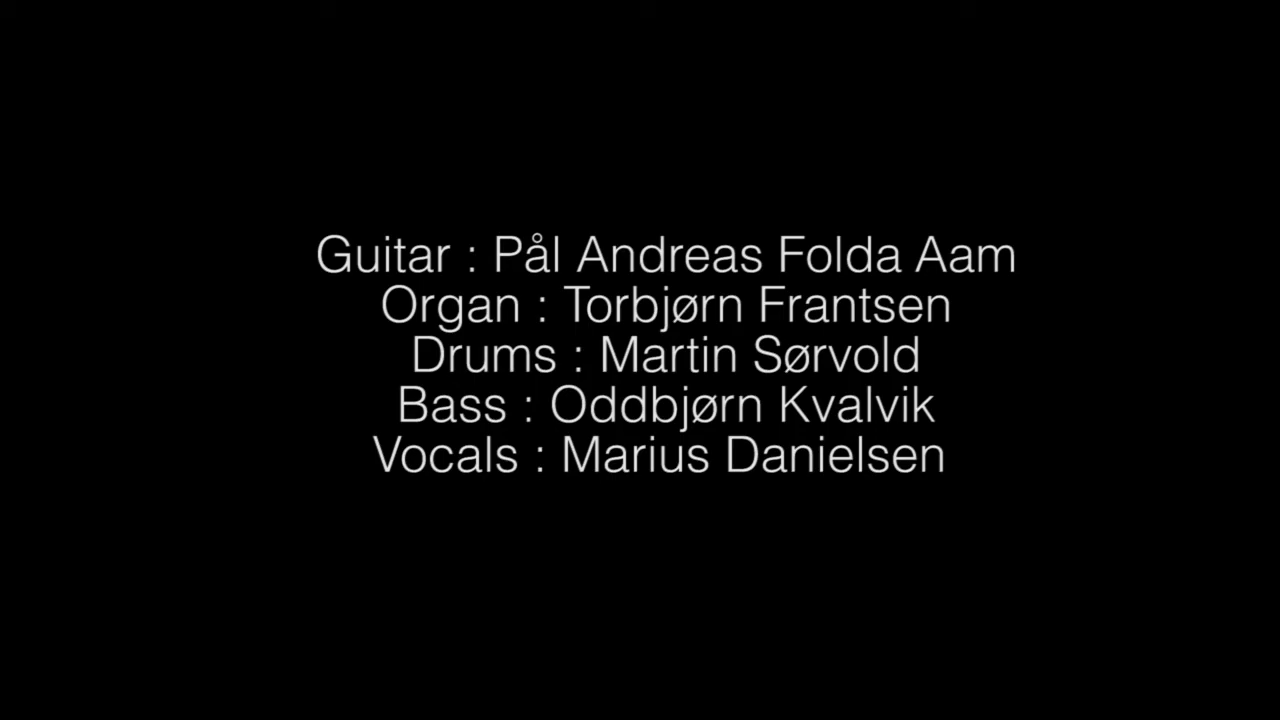 Guitar : Pål Andreas Folda Aam
Organ : Torbjørn Frantsen
Drums : Martin Sørvold
Bass : Oddbjørn Kvalvik
Vocals : Marius Danielsen